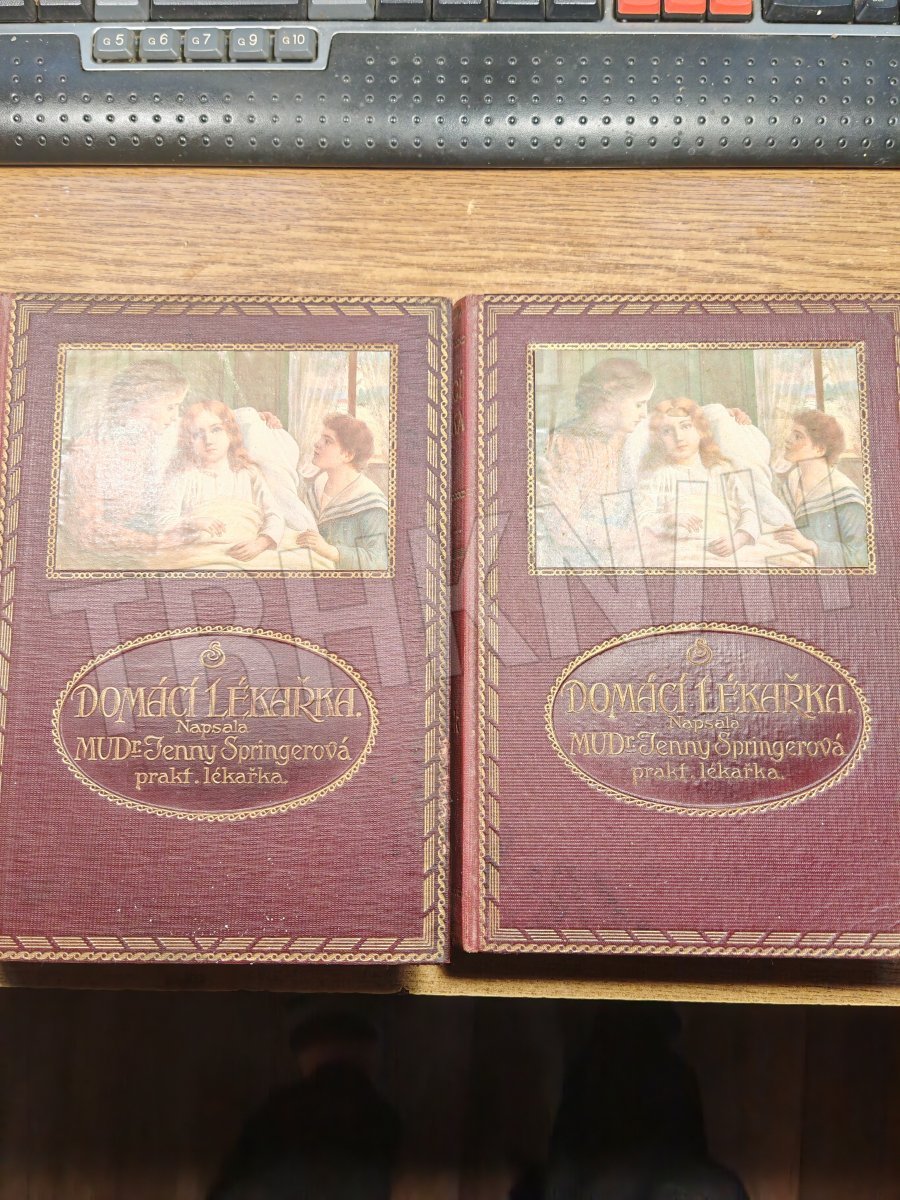 G5 G6 G7 G9 G10
S
DOMÁCÍ LÉKAŘKA.
Napsala
MUDr. Jenny Springerová
prakt. lékařka.
S
DOMÁCÍ LÉKAŘKA.
Napsala
MUDr. Jenny Springerová
prakt. lékařka.
TRHKNIH